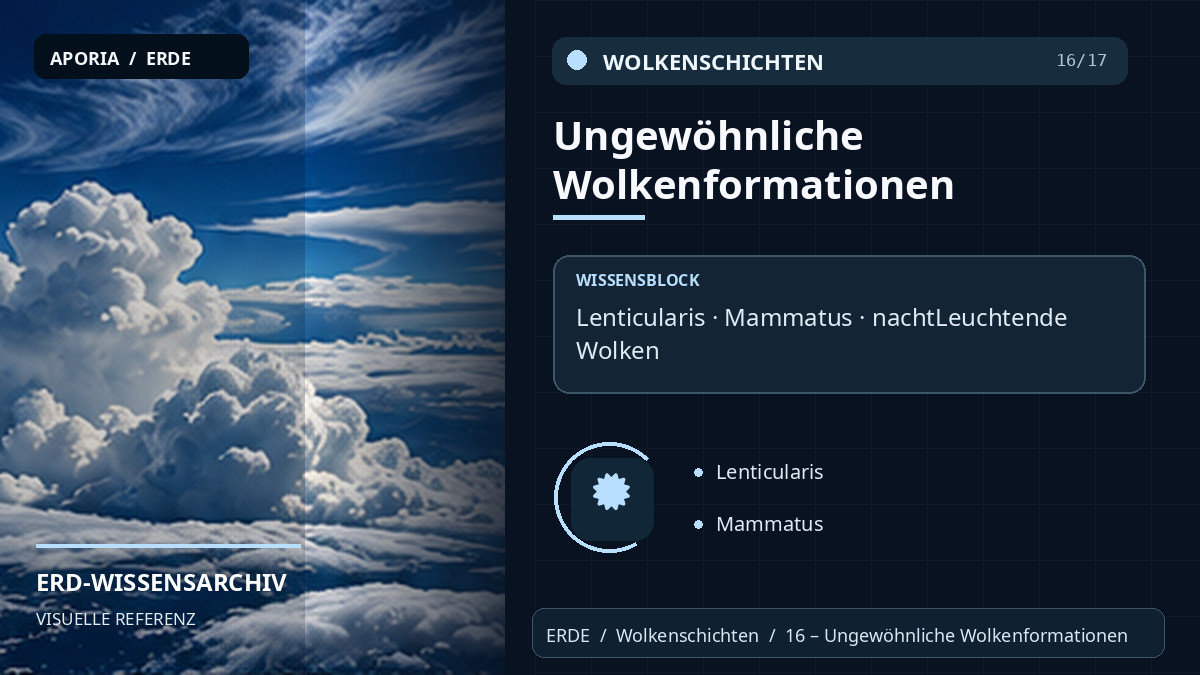 APORIA / ERDE
WOLKENSCHICHTEN
16/17
Ungewöhnliche
Wolkenformationen
WISSENSBLOCK
Lenticularis · Mammatus · nachtLeuchtende
Wolken
Lenticularis
Mammatus
ERD-WISSENSARCHIV
VISUELLE REFERENZ
ERDE / Wolkenschichten / 16 – Ungewöhnliche Wolkenformationen